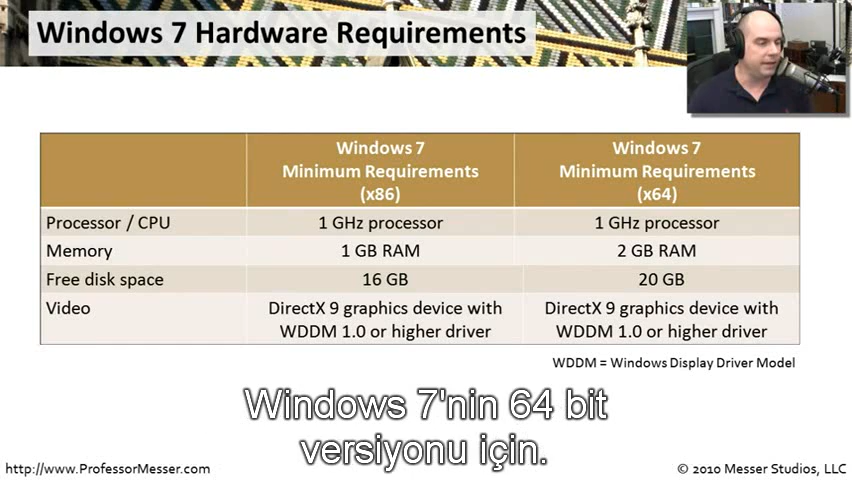 Windows 7 Hardware Requirements
Windows 7
Minimum Requirements
(x86)
Windows 7
Minimum Requirements
(x64)
Processor / CPU 1 GHz processor 1 GHz processor
Memory 1 GB RAM 2 GB RAM
Free disk space 16 GB 20 GB
Video DirectX 9 graphics device with WDDM 1.0 or higher driver DirectX 9 graphics device with WDDM 1.0 or higher driver
WDDM = Windows Display Driver Model
Windows 7'nin 64 bit
versiyonu için.
http://www.ProfessorMesser.com © 2010 Messer Studios, LLC